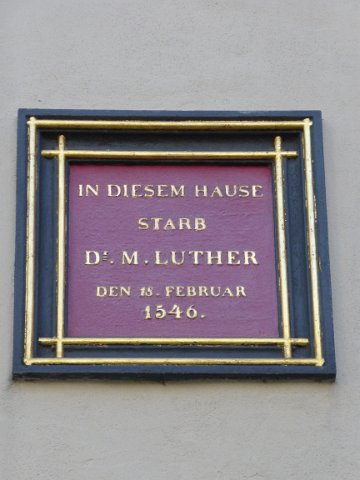 IN DIESEM HAUSE
STARB
Dr. M. LUTHER
DEN 18. FEBRUAR
1546.